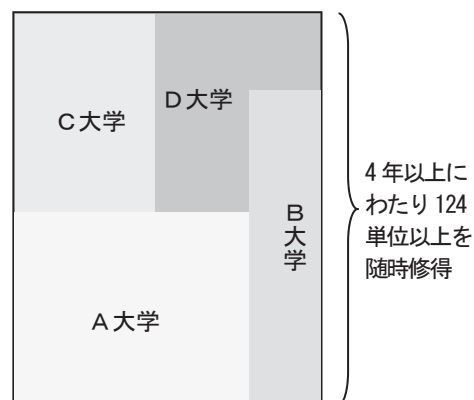 C大学
D大学
B大学
A大学
4年以上に
わたり124
単位以上を
随時修得